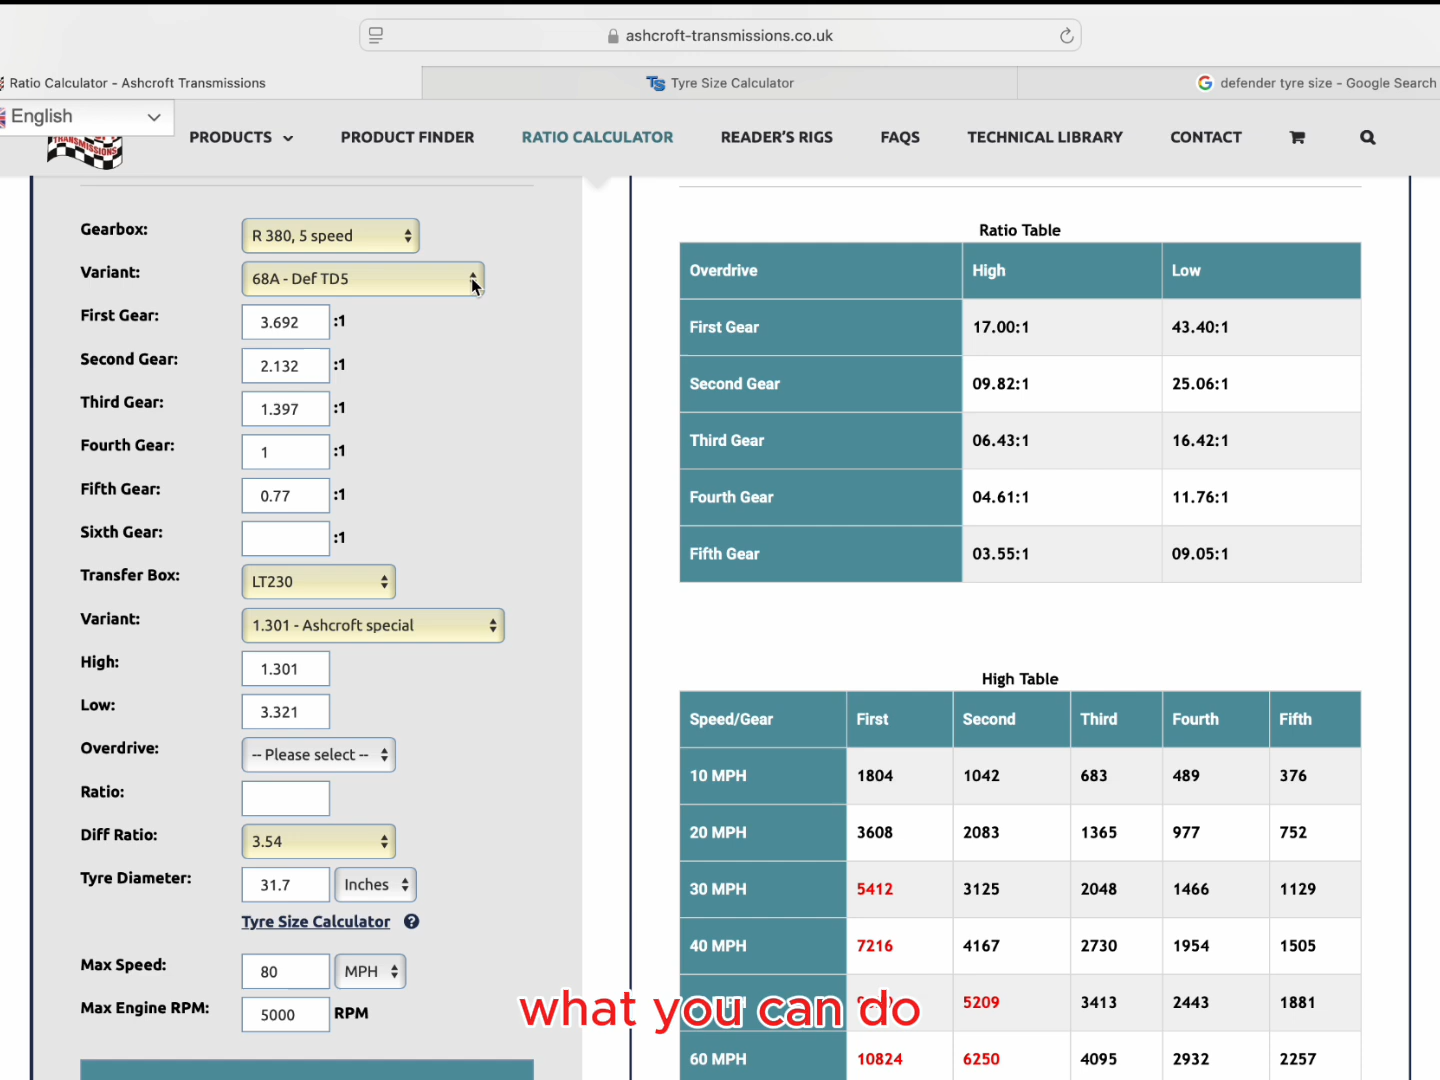 ashcroft-transmissions.co.uk
Ratio Calculator - Ashcroft Transmissions
TS Tyre Size Calculator
G defender tyre size - Google Search
English
TRANSMISSIONS
PRODUCTS
PRODUCT FINDER
RATIO CALCULATOR
READER'S RIGS
FAQS
TECHNICAL LIBRARY
CONTACT
Gearbox: R 380, 5 speed
Variant: 68A - Def TD5
First Gear: 3.692 :1
Second Gear: 2.132 :1
Third Gear: 1.397 :1
Fourth Gear: 1 :1
Fifth Gear: 0.77 :1
Sixth Gear: :1
Transfer Box: LT230
Variant: 1.301 - Ashcroft special
High: 1.301
Low: 3.321
Overdrive: -- Please select --
Ratio:
Diff Ratio: 3.54
Tyre Diameter: 31.7 Inches
Tyre Size Calculator ?
Max Speed: 80 MPH
Max Engine RPM: 5000 RPM
Ratio Table
Overdrive High Low
First Gear 17.00:1 43.40:1
Second Gear 09.82:1 25.06:1
Third Gear 06.43:1 16.42:1
Fourth Gear 04.61:1 11.76:1
Fifth Gear 03.55:1 09.05:1
High Table
Speed/Gear First Second Third Fourth Fifth
10 MPH 1804 1042 683 489 376
20 MPH 3608 2083 1365 977 752
30 MPH 5412 3125 2048 1466 1129
40 MPH 7216 4167 2730 1954 1505
5209 3413 2443 1881
60 MPH 10824 6250 4095 2932 2257
what you can do